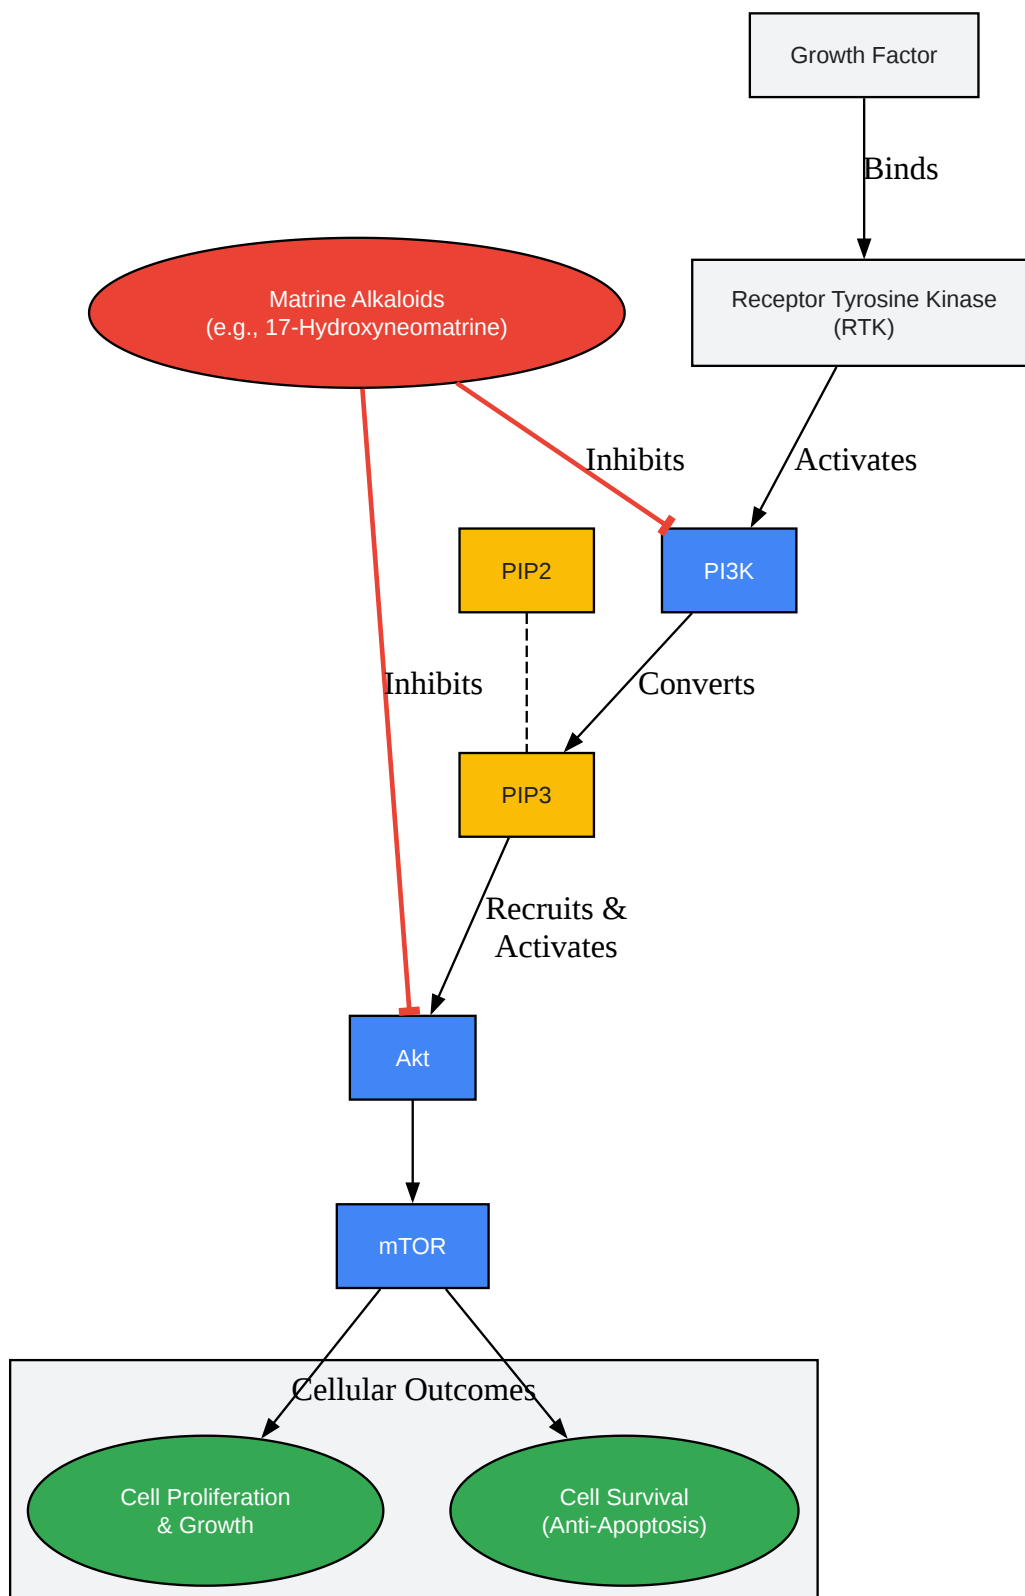 Growth Factor
Binds
Matrine Alkaloids
(e.g., 17-Hydroxyneomatrine)
Receptor Tyrosine Kinase
(RTK)
Inhibits
Activates
PIP2
PI3K
Inhibits
Converts
PIP3
Recruits &
Activates
Akt
mTOR
Cellular Outcomes
Cell Proliferation
& Growth
Cell Survival
(Anti-Apoptosis)